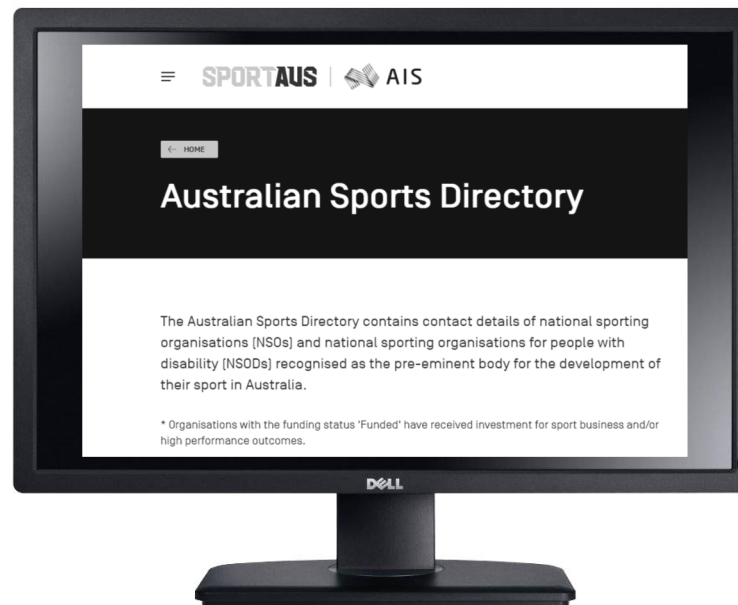 SPORTAUS | AIS
← HOME
Australian Sports Directory
The Australian Sports Directory contains contact details of national sporting
organisations (NSOs) and national sporting organisations for people with
disability (NSODs) recognised as the pre-eminent body for the development of
their sport in Australia.
* Organisations with the funding status 'Funded' have received investment for sport business and/or
high performance outcomes.
DELL